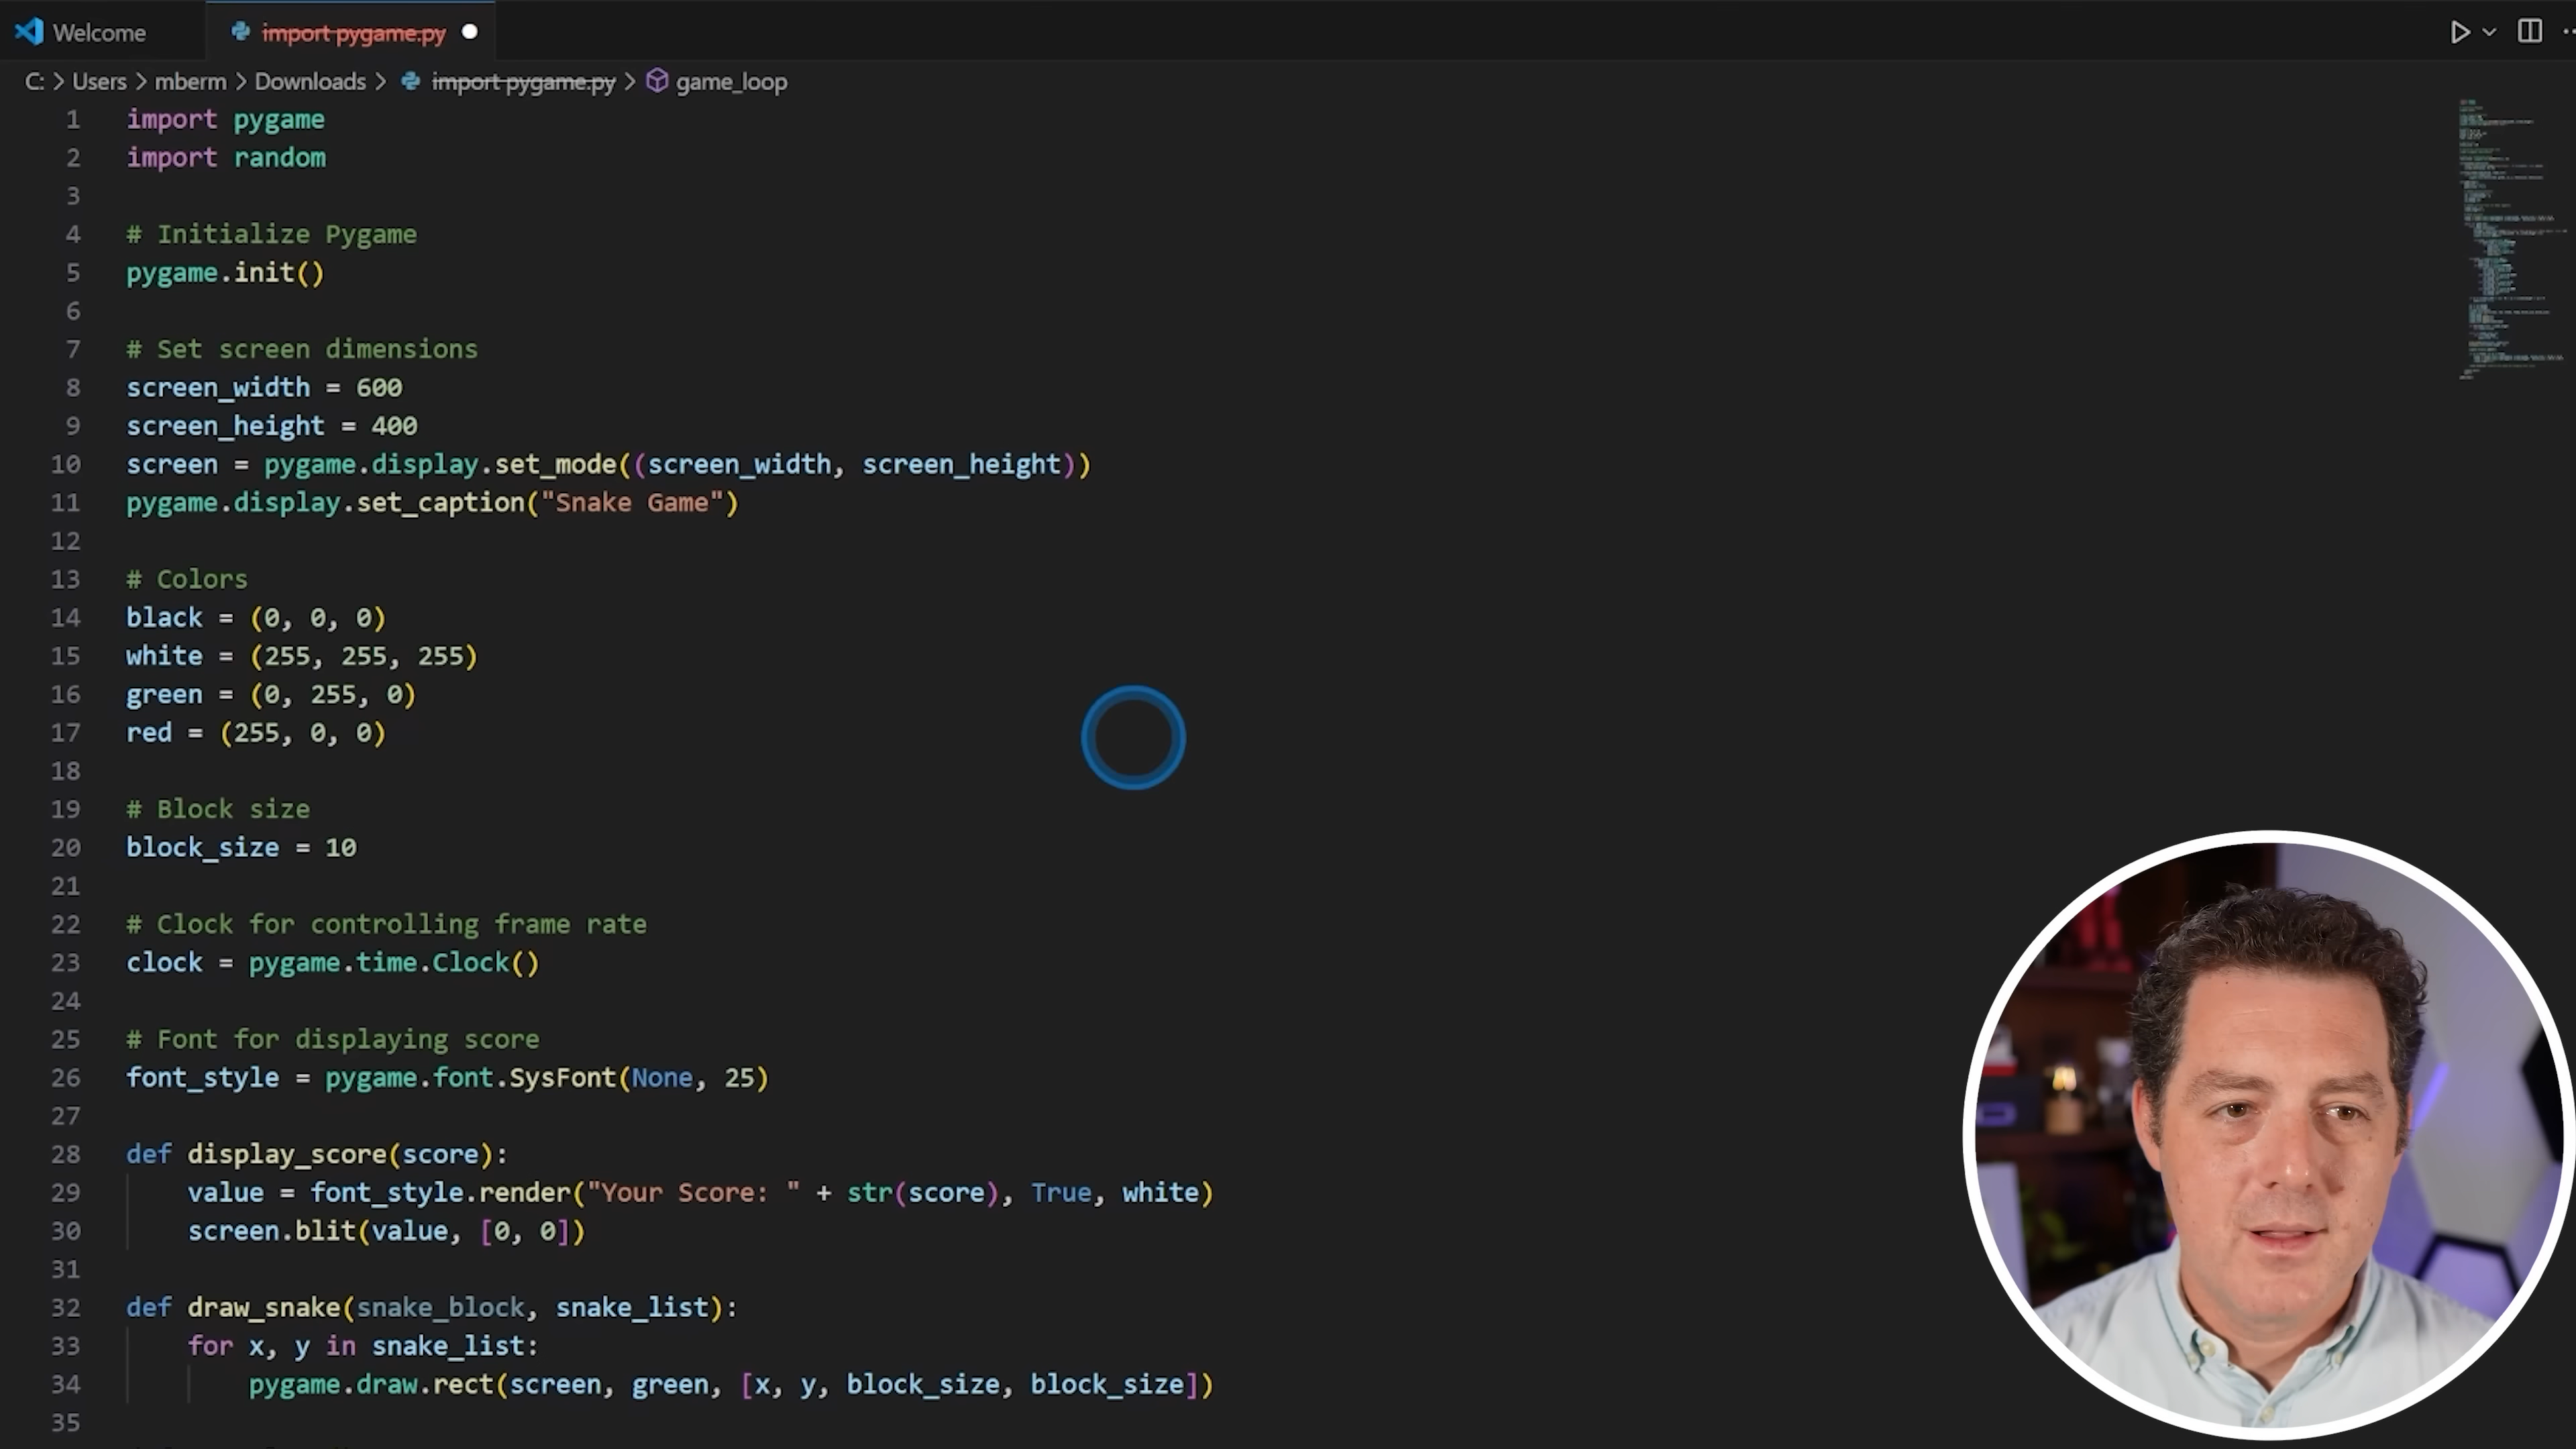 Welcome
import pygame.py
C: > Users > mberm > Downloads > import pygame.py > game_loop
1 import pygame
2 import random
3
4 # Initialize Pygame
5 pygame.init()
6
7 # Set screen dimensions
8 screen_width = 600
9 screen_height = 400
10 screen = pygame.display.set_mode((screen_width, screen_height))
11 pygame.display.set_caption("Snake Game")
12
13 # Colors
14 black = (0, 0, 0)
15 white = (255, 255, 255)
16 green = (0, 255, 0)
17 red = (255, 0, 0)
18
19 # Block size
20 block_size = 10
21
22 # Clock for controlling frame rate
23 clock = pygame.time.Clock()
24
25 # Font for displaying score
26 font_style = pygame.font.SysFont(None, 25)
27
28 def display_score(score):
29     value = font_style.render("Your Score: " + str(score), True, white)
30     screen.blit(value, [0, 0])
31
32 def draw_snake(snake_block, snake_list):
33     for x, y in snake_list:
34         pygame.draw.rect(screen, green, [x, y, block_size, block_size])
35